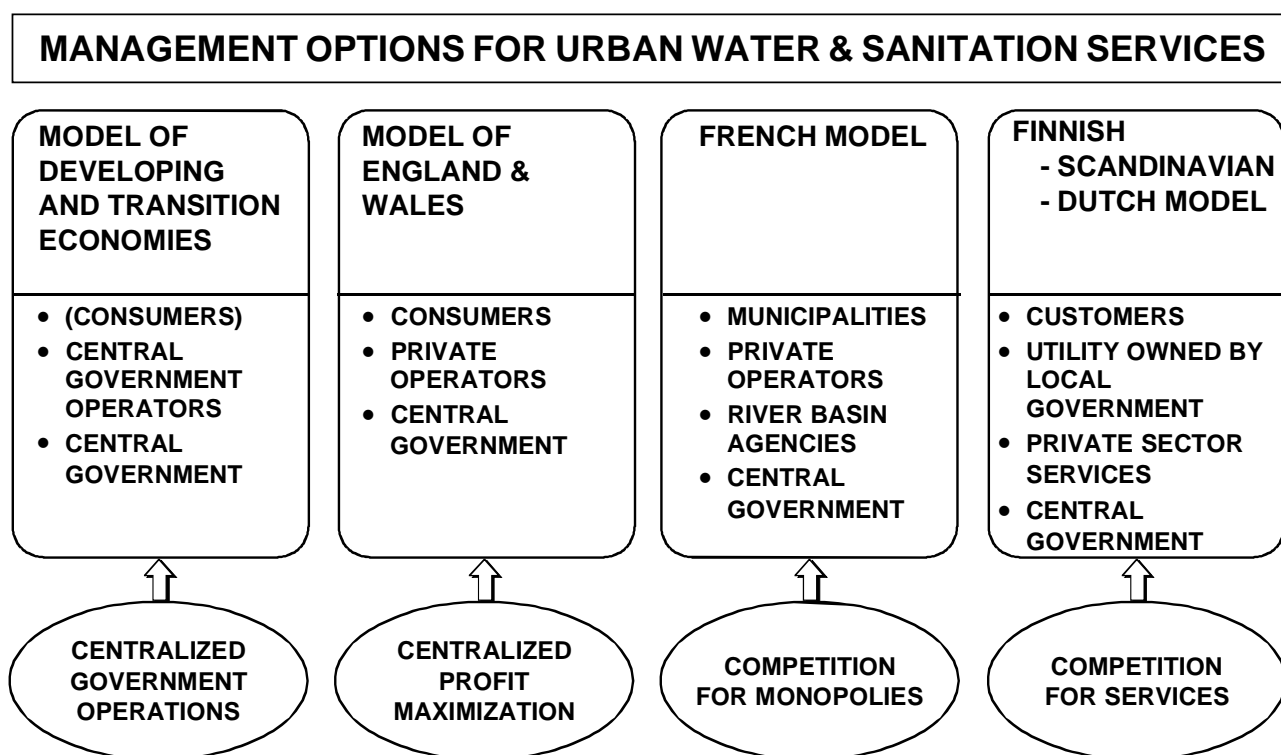 MANAGEMENT OPTIONS FOR URBAN WATER & SANITATION SERVICES
MODEL OF
DEVELOPING
AND TRANSITION
ECONOMIES
• (CONSUMERS)
• CENTRAL
GOVERNMENT
OPERATORS
• CENTRAL
GOVERNMENT
CENTRALIZED
GOVERNMENT
OPERATIONS
MODEL OF
ENGLAND &
WALES
• CONSUMERS
• PRIVATE
OPERATORS
• CENTRAL
GOVERNMENT
CENTRALIZED
PROFIT
MAXIMIZATION
FRENCH MODEL
• MUNICIPALITIES
• PRIVATE
OPERATORS
• RIVER BASIN
AGENCIES
• CENTRAL
GOVERNMENT
COMPETITION
FOR MONOPOLIES
FINNISH
- SCANDINAVIAN
- DUTCH MODEL
• CUSTOMERS
• UTILITY OWNED BY
LOCAL
GOVERNMENT
• PRIVATE SECTOR
SERVICES
• CENTRAL
GOVERNMENT
COMPETITION
FOR SERVICES